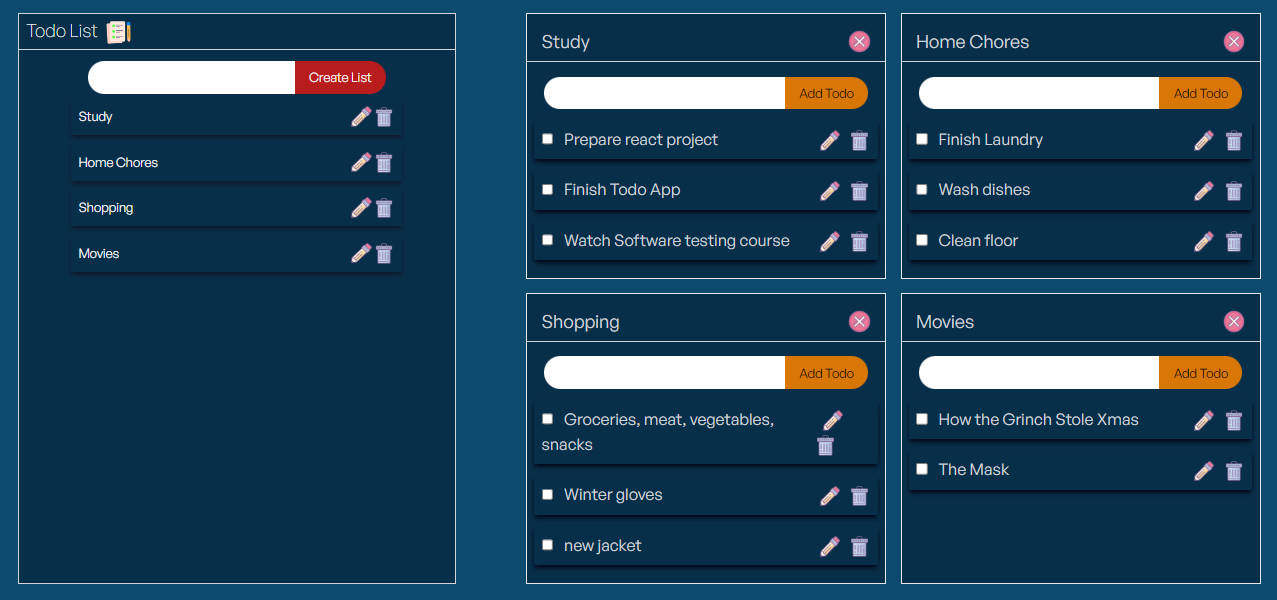 Todo List
Create List
Study
Home Chores
Shopping
Movies
Study
Add Todo
Prepare react project
Finish Todo App
Watch Software testing course
Home Chores
Add Todo
Finish Laundry
Wash dishes
Clean floor
Shopping
Add Todo
Groceries, meat, vegetables,
snacks
Winter gloves
new jacket
Movies
Add Todo
How the Grinch Stole Xmas
The Mask